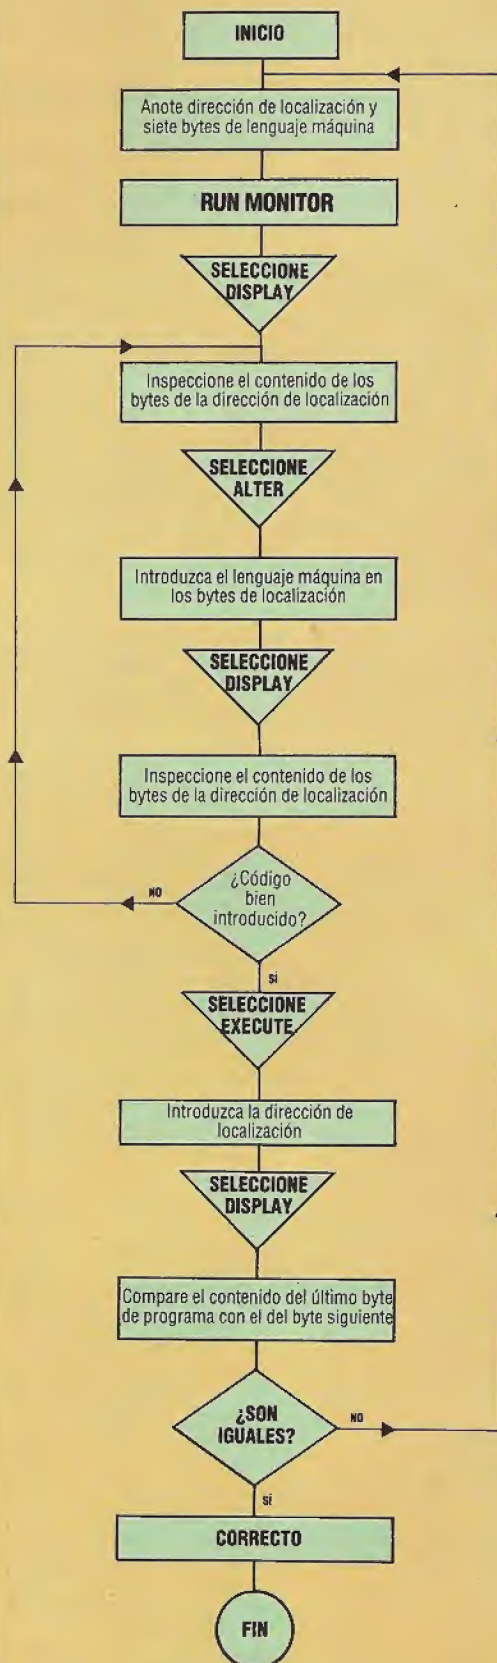 INICIO
Anote dirección de localización y
siete bytes de lenguaje máquina
RUN MONITOR
SELECCIONE
DISPLAY
Inspeccione el contenido de los
bytes de la dirección de localización
SELECCIONE
ALTER
Introduzca el lenguaje máquina en
los bytes de localización
SELECCIONE
DISPLAY
Inspeccione el contenido de los
bytes de la dirección de localización
¿Código
bien
introducido?
NO
sí
SELECCIONE
EXECUTE
Introduzca la dirección de
localización
SELECCIONE
DISPLAY
Compare el contenido del último byte
de programa con el del byte siguiente
¿SON
IGUALES?
NO
sí
CORRECTO
FIN